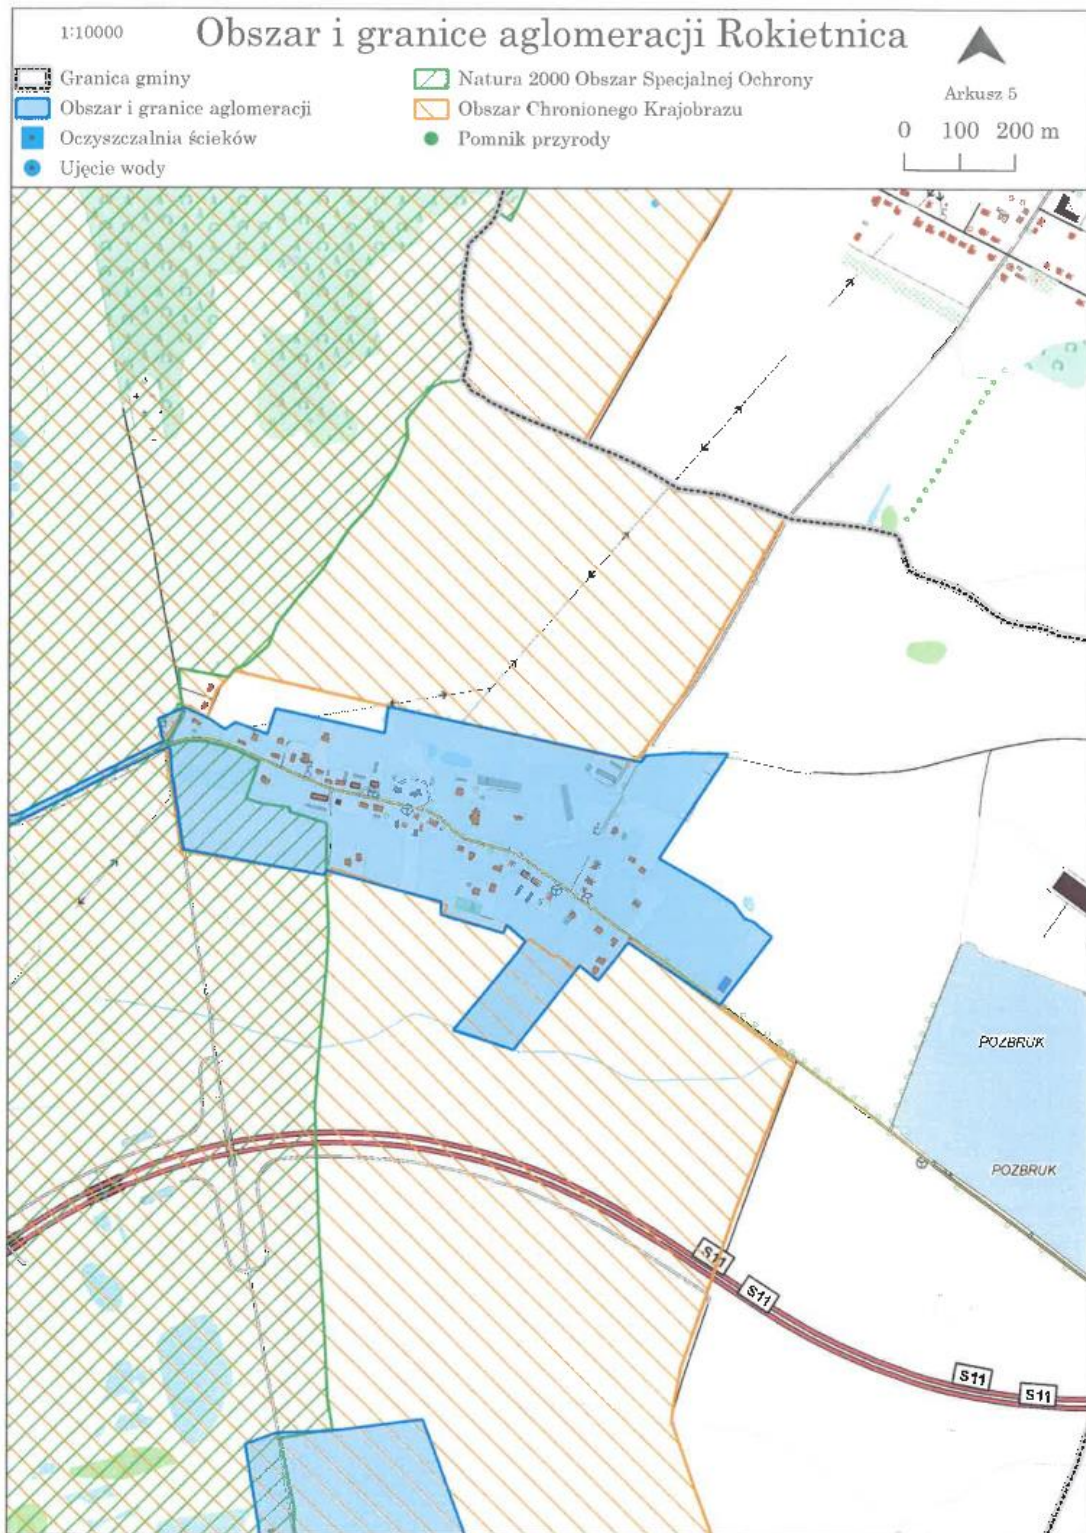 1:10000
Obszar i granice aglomeracji Rokietnica
Granica gminy
Obszar i granice aglomeracji
Oczyszczalnia ścieków
Ujęcie wody
Natura 2000 Obszar Specjalnej Ochrony
Obszar Chronionego Krajobrazu
Pomnik przyrody
Arkusz 5
0 100 200 m
POZBRUK
POZBRUK
S11
S11
S11
S11